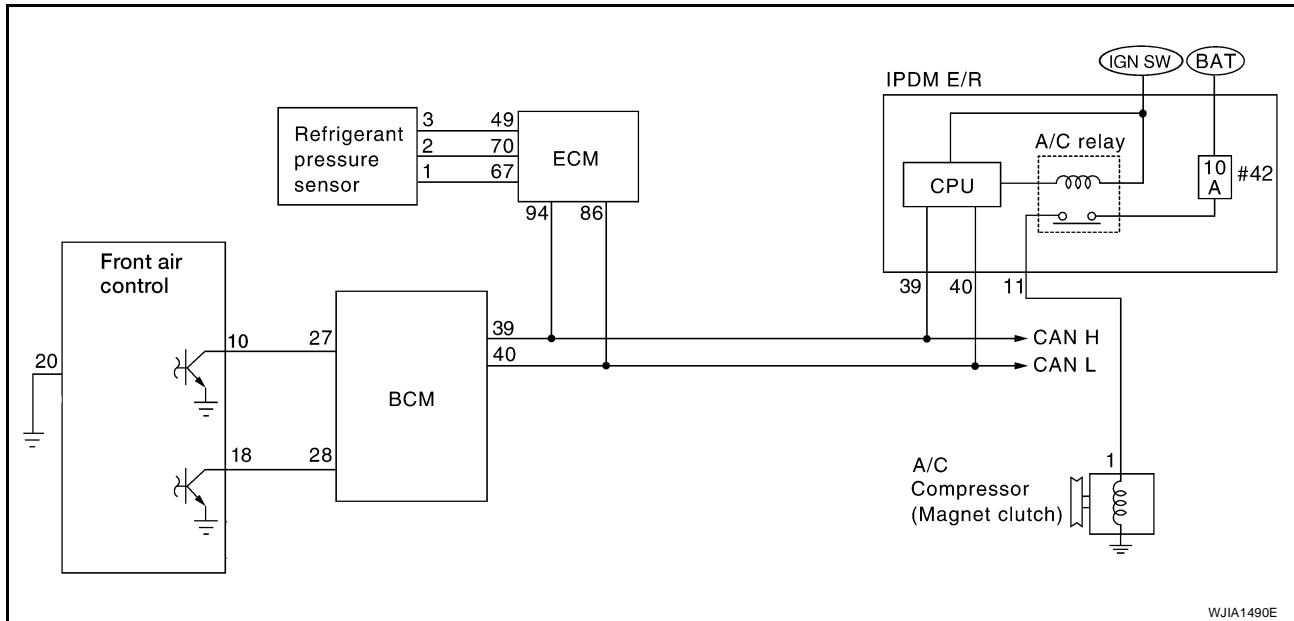 IGN SW
BAT
IPDM E/R
A/C relay
10
A
#42
CPU
Refrigerant
pressure
sensor
3
2
1
49
70
67
ECM
94
86
39
40
11
Front air
control
20
10
18
27
28
BCM
39
40
CAN H
CAN L
A/C
Compressor
(Magnet clutch)
1
WJIA1490E